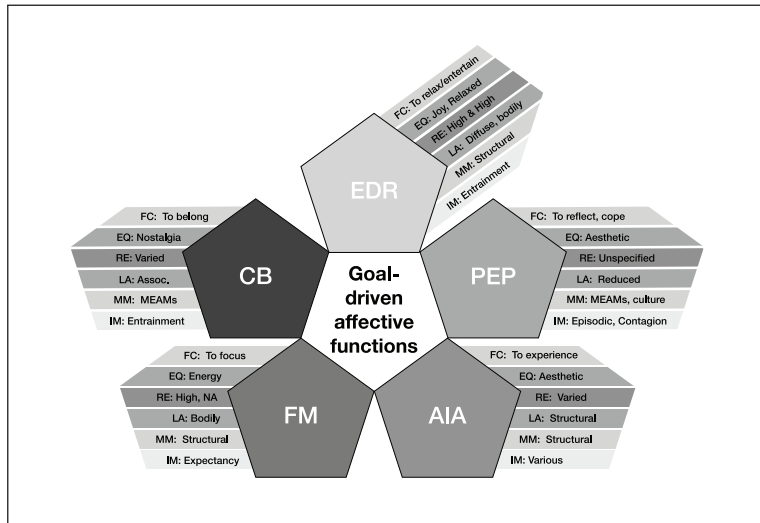 FC: To relax/entertain
EQ: Joy, Relaxed
RE: High & High
LA: Diffuse, bodily
MM: Structural
IM: Entrainment
EDR
FC: To belong
EQ: Nostalgia
RE: Varied
LA: Assoc.
MM: MEAMs
IM: Entrainment
CB
Goal-
driven
affective
functions
PEP
FC: To reflect, cope
EQ: Aesthetic
RE: Unspecified
LA: Reduced
MM: MEAMs, culture
IM: Episodic, Contagion
FC: To focus
EQ: Energy
RE: High, NA
LA: Bodily
MM: Structural
IM: Expectancy
FM
AIA
FC: To experience
EQ: Aesthetic
RE: Varied
LA: Structural
MM: Structural
IM: Various